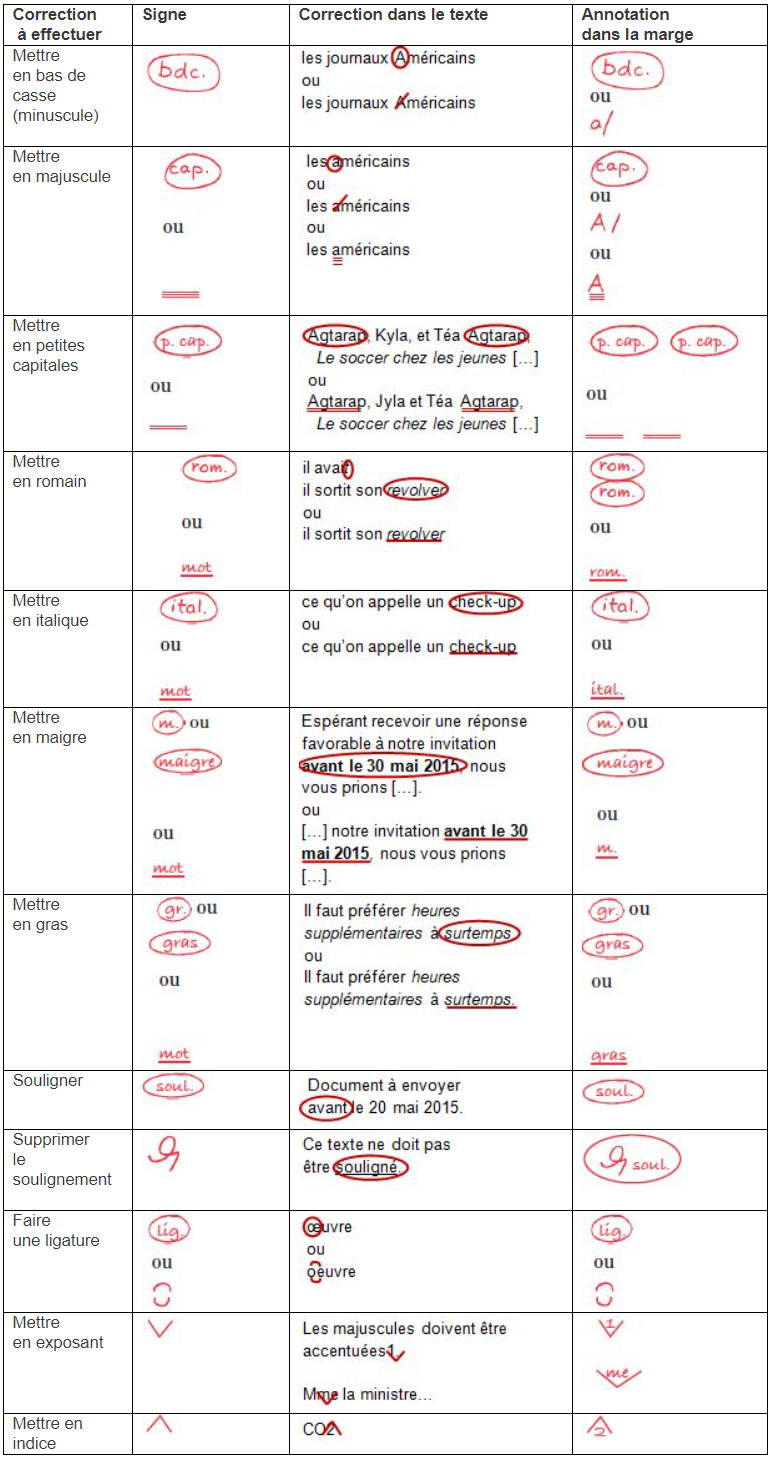 Correction
à effectuer
Signe
Correction dans le texte
Annotation
dans la marge
Mettre
en bas de
casse
(minuscule)
bdc.
les journaux Américains
ou
les journaux Américains
bdc.
ou
a/
Mettre
en majuscule
cap.
ou
les américains
ou
les américains
ou
les américains
cap.
ou
A/
ou
A
Mettre
en petites
capitales
p. cap.
ou
Agtarap, Kyla, et Téa Agtarap,
Le soccer chez les jeunes […]
ou
Agtarap, Jyla et Téa Agtarap,
Le soccer chez les jeunes […]
p. cap. p. cap.
ou
Mettre
en romain
rom.
ou
mot
il avait
il sortit son revolver
ou
il sortit son revolver
rom.
rom.
ou
rom.
Mettre
en italique
ital.
ou
mot
ce qu'on appelle un check-up
ou
ce qu'on appelle un check-up
ital.
ou
ital.
Mettre
en maigre
m. ou
maigre
ou
mot
Espérant recevoir une réponse
favorable à notre invitation
avant le 30 mai 2015, nous
vous prions […].
ou
[…] notre invitation avant le 30
mai 2015, nous vous prions
[…].
m. ou
maigre
ou
m.
Mettre
en gras
gr. ou
gras
ou
mot
Il faut préférer heures
supplémentaires à surtemps
ou
Il faut préférer heures
supplémentaires à surtemps.
gr. ou
gras
ou
gras
Souligner
soul.
Document à envoyer
avant le 20 mai 2015.
soul.
Supprimer
le
soulignement
Ce texte ne doit pas
être souligné.
soul.
Faire
une ligature
lig.
ou
œuvre
ou
oeuvre
lig.
ou
Mettre
en exposant
Les majuscules doivent être
accentuées1.
Mme la ministre…
1
me
Mettre en
indice
CO2
2